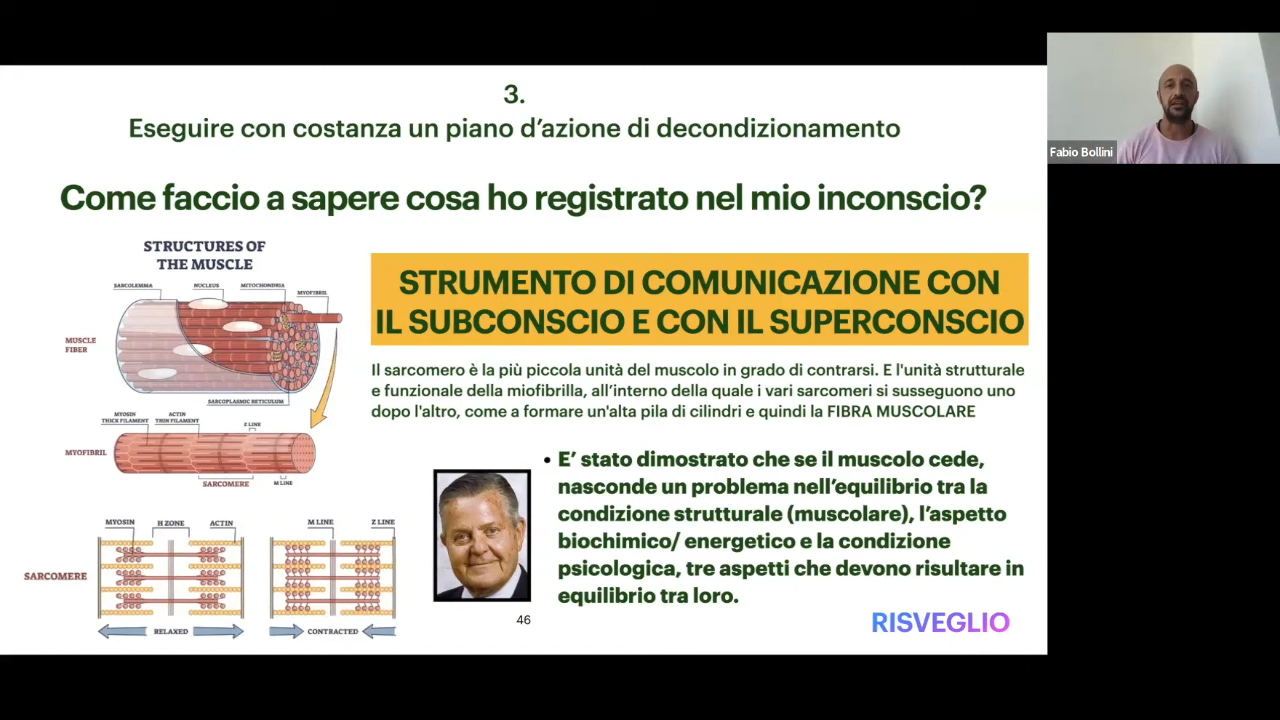 3.
Eseguire con costanza un piano d’azione di decondizionamento
Come faccio a sapere cosa ho registrato nel mio inconscio?
STRUCTURES OF
THE MUSCLE
SARCOLEMMA
NUCLEUS
MITOCHONDRIA
MYOFIBRIL
MUSCLE
FIBER
SARCOPLASMIC RETICULUM
MYOSIN
THICK FILAMENT
ACTIN
THIN FILAMENT
Z LINE
MYOFIBRIL
SARCOMERE
M LINE
MYOSIN
H ZONE
ACTIN
M LINE
Z LINE
SARCOMERE
RELAXED
CONTRACTED
STRUMENTO DI COMUNICAZIONE CON
IL SUBCONSCIO E CON IL SUPERCONSCIO
Il sarcomero è la più piccola unità del muscolo in grado di contrarsi. E l'unità strutturale
e funzionale della miofibrilla, all’interno della quale i vari sarcomeri si susseguono uno
dopo l'altro, come a formare un'alta pila di cilindri e quindi la FIBRA MUSCOLARE
• E’ stato dimostrato che se il muscolo cede,
nasconde un problema nell’equilibrio tra la
condizione strutturale (muscolare), l’aspetto
biochimico/ energetico e la condizione
psicologica, tre aspetti che devono risultare in
equilibrio tra loro.
46
RISVEGLIO
Fabio Bollini